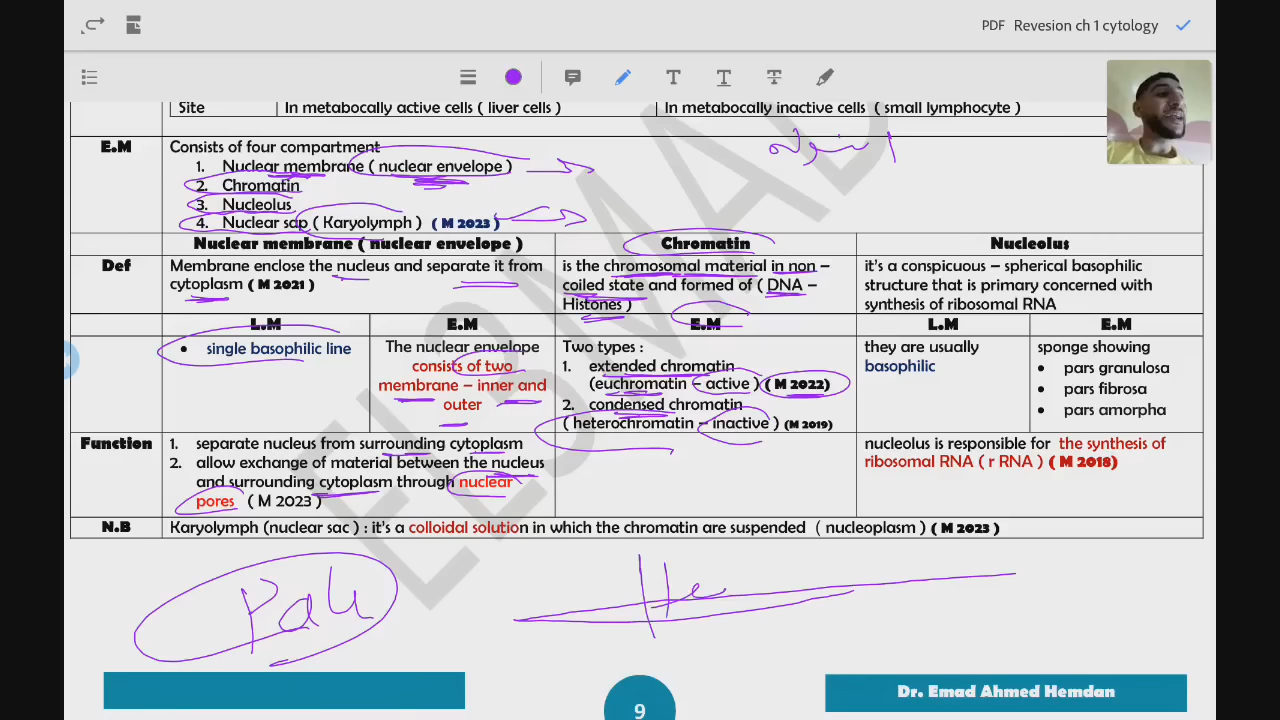 PDF Revesion ch 1 cytology
Site In metabocally active cells ( liver cells ) In metabocally inactive cells ( small lymphocyte )
E.M
Consists of four compartment
1. Nuclear membrane ( nuclear envelope )
2. Chromatin
3. Nucleolus
4. Nuclear sap ( Karyolymph ) ( M 2023 )
Nuclear membrane ( nuclear envelope ) Chromatin Nucleolus
Def
Membrane enclose the nucleus and separate it from
cytoplasm ( M 2021 )
is the chromosomal material in non –
coiled state and formed of ( DNA –
Histones )
it's a conspicuous – spherical basophilic
structure that is primary concerned with
synthesis of ribosomal RNA
L.M E.M E.M L.M E.M
• single basophilic line
The nuclear envelope
consists of two
membrane – inner and
outer
Two types :
1. extended chromatin
(euchromatin – active ) ( M 2022)
2. condensed chromatin
( heterochromatin – inactive ) ( M 2019)
they are usually
basophilic
sponge showing
• pars granulosa
• pars fibrosa
• pars amorpha
Function
1. separate nucleus from surrounding cytoplasm
2. allow exchange of material between the nucleus
and surrounding cytoplasm through nuclear
pores ( M 2023 )
nucleolus is responsible for the synthesis of
ribosomal RNA ( r RNA ) ( M 2018)
N.B Karyolymph (nuclear sac ) : it's a colloidal solution in which the chromatin are suspended ( nucleoplasm ) ( M 2023 )
He
9
Dr. Emad Ahmed Hemdan